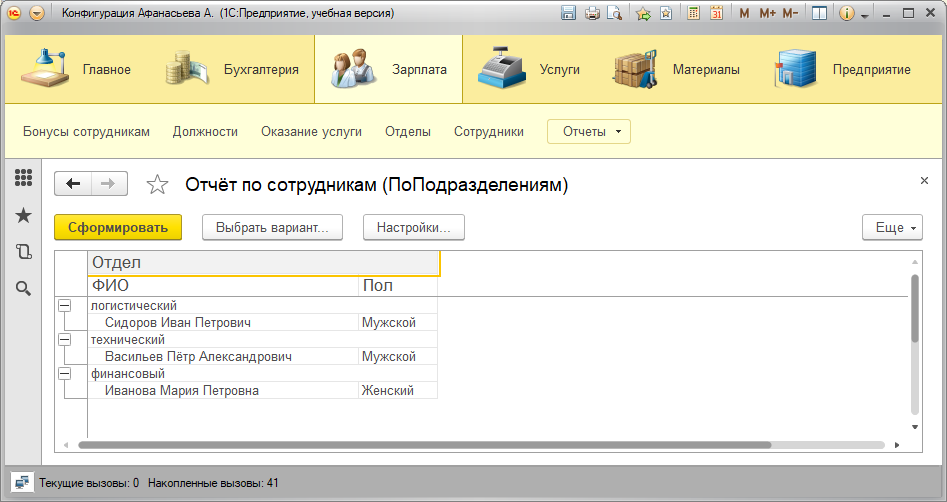 Конфигурация Афанасьева А. (1С:Предприятие, учебная версия)
31 M M+ M-
Главное Бухгалтерия Зарплата Услуги Материалы Предприятие
Бонусы сотрудникам Должности Оказание услуги Отделы Сотрудники Отчеты
Отчёт по сотрудникам (ПоПодразделениям)
Сформировать Выбрать вариант... Настройки... Еще
Отдел
ФИО Пол
логистический
Сидоров Иван Петрович Мужской
технический
Васильев Пётр Александрович Мужской
финансовый
Иванова Мария Петровна Женский
Текущие вызовы: 0 Накопленные вызовы: 41